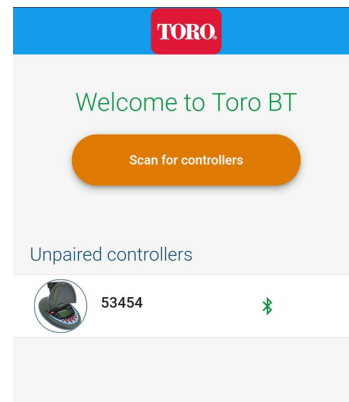 TORO.
Welcome to Toro BT
Scan for controllers
Unpaired controllers
53454